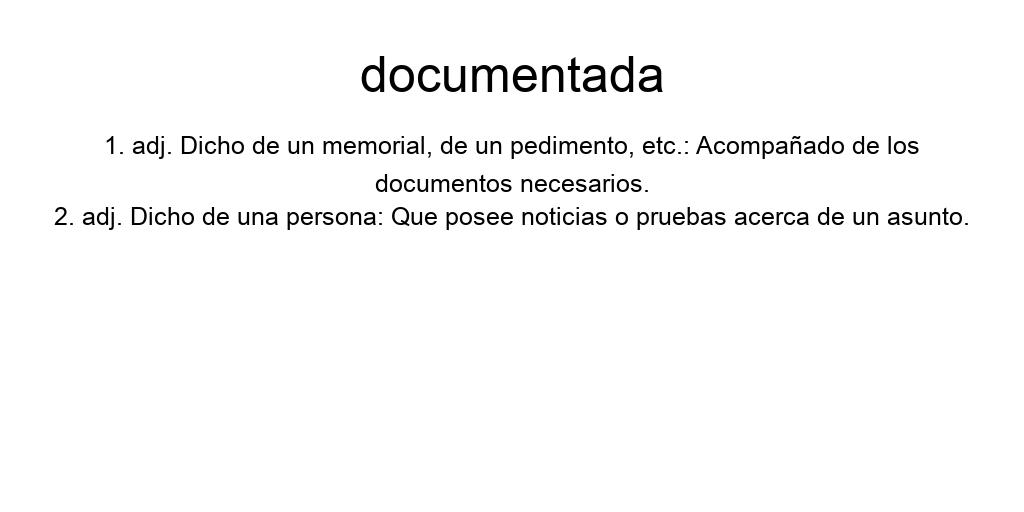 documentada
1. adj. Dicho de un memorial, de un pedimento, etc.: Acompañado de los
documentos necesarios.
2. adj. Dicho de una persona: Que posee noticias o pruebas acerca de un asunto.